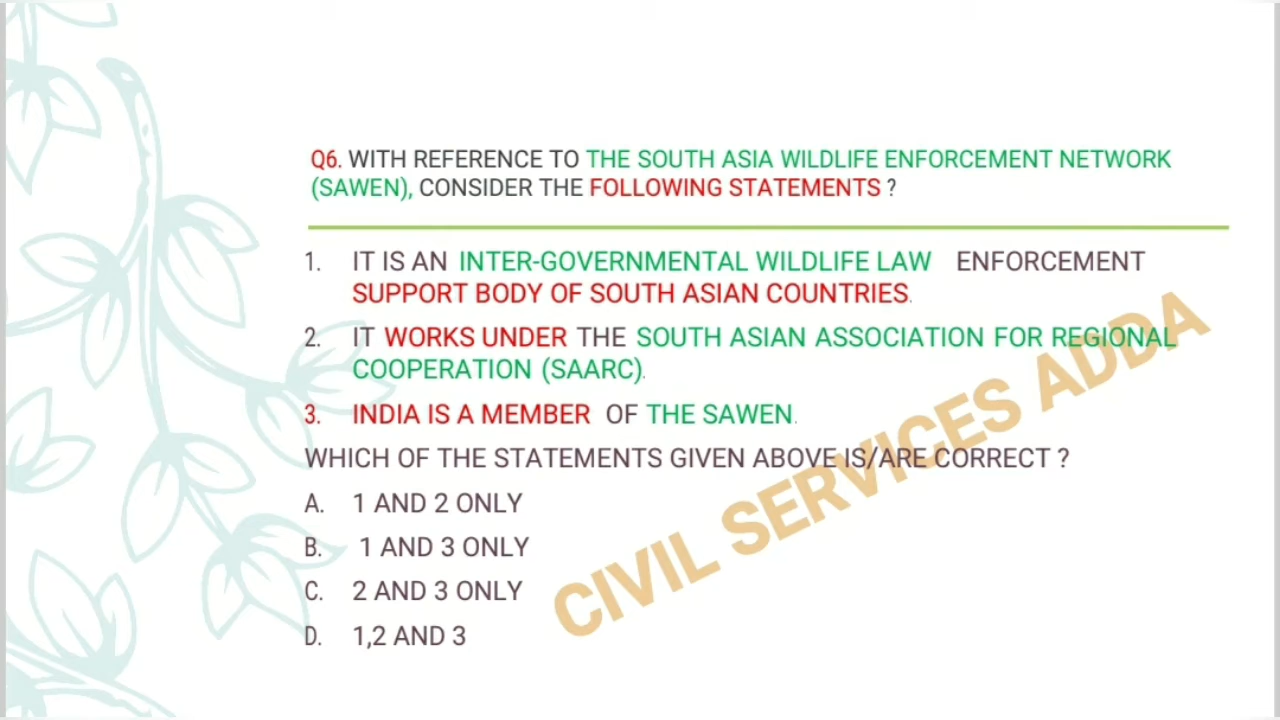 Q6. WITH REFERENCE TO THE SOUTH ASIA WILDLIFE ENFORCEMENT NETWORK
(SAWEN), CONSIDER THE FOLLOWING STATEMENTS ?
1. IT IS AN INTER-GOVERNMENTAL WILDLIFE LAW ENFORCEMENT
SUPPORT BODY OF SOUTH ASIAN COUNTRIES.
2. IT WORKS UNDER THE SOUTH ASIAN ASSOCIATION FOR REGIONAL
COOPERATION (SAARC).
3. INDIA IS A MEMBER OF THE SAWEN.
WHICH OF THE STATEMENTS GIVEN ABOVE IS/ARE CORRECT ?
A. 1 AND 2 ONLY
B. 1 AND 3 ONLY
C. 2 AND 3 ONLY
D. 1,2 AND 3
CIVIL SERVICES ADDA